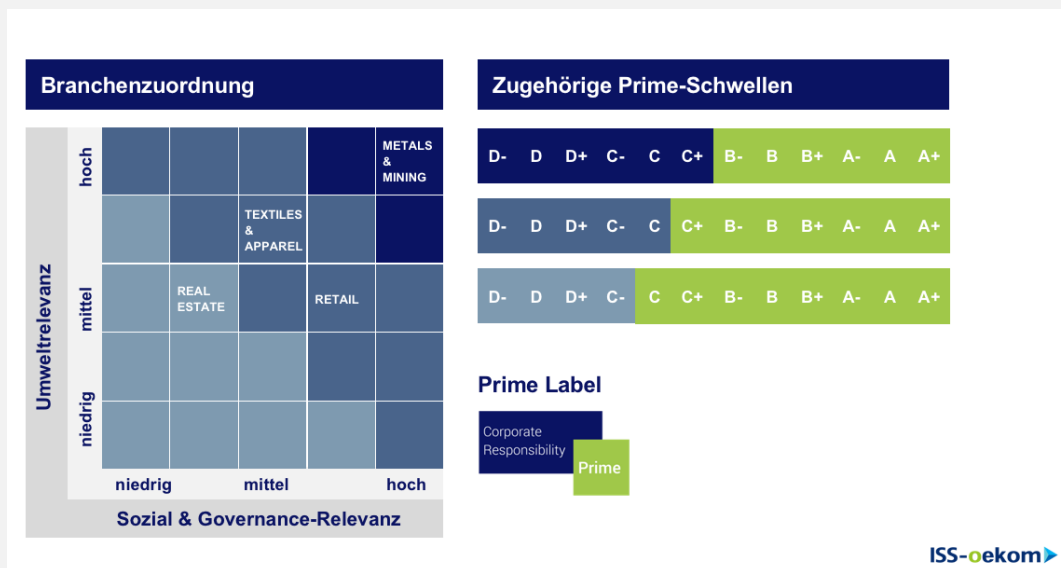 Branchenzuordnung
Umweltrelevanz
hoch
mittel
niedrig
METALS
&
MINING
TEXTILES
&
APPAREL
REAL
ESTATE
RETAIL
niedrig mittel hoch
Sozial & Governance-Relevanz
Zugehörige Prime-Schwellen
D- D D+ C- C C+ B- B B+ A- A A+
D- D D+ C- C C+ B- B B+ A- A A+
D- D D+ C- C C+ B- B B+ A- A A+
Prime Label
Corporate
Responsibility
Prime
ISS-oekom